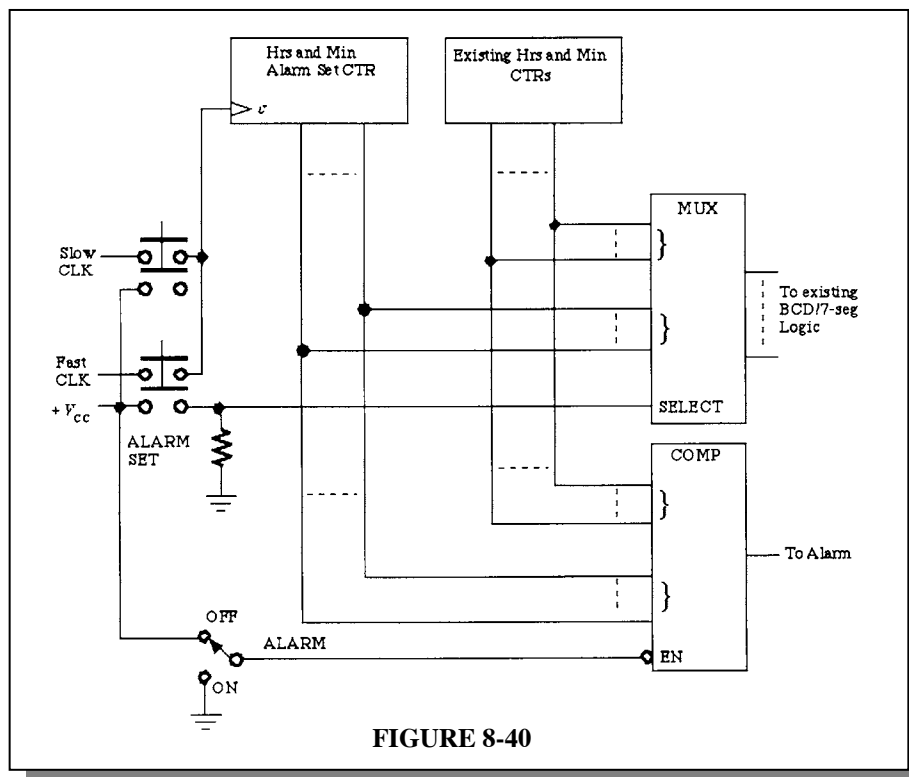 Hrs and Min
Alarm Set CTR
c
Existing Hrs and Min
CTRs
MUX
}
}
SELECT
To existing
BCD/7-seg
Logic
Slow
CLK
Fast
CLK
+ Vcc
ALARM
SET
COMP
}
}
EN
To Alarm
OFF
ALARM
ON
FIGURE 8-40